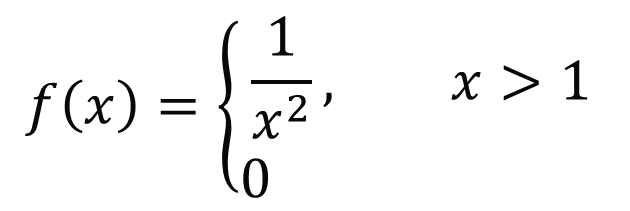 f(x) = { 1/x², x > 1
0